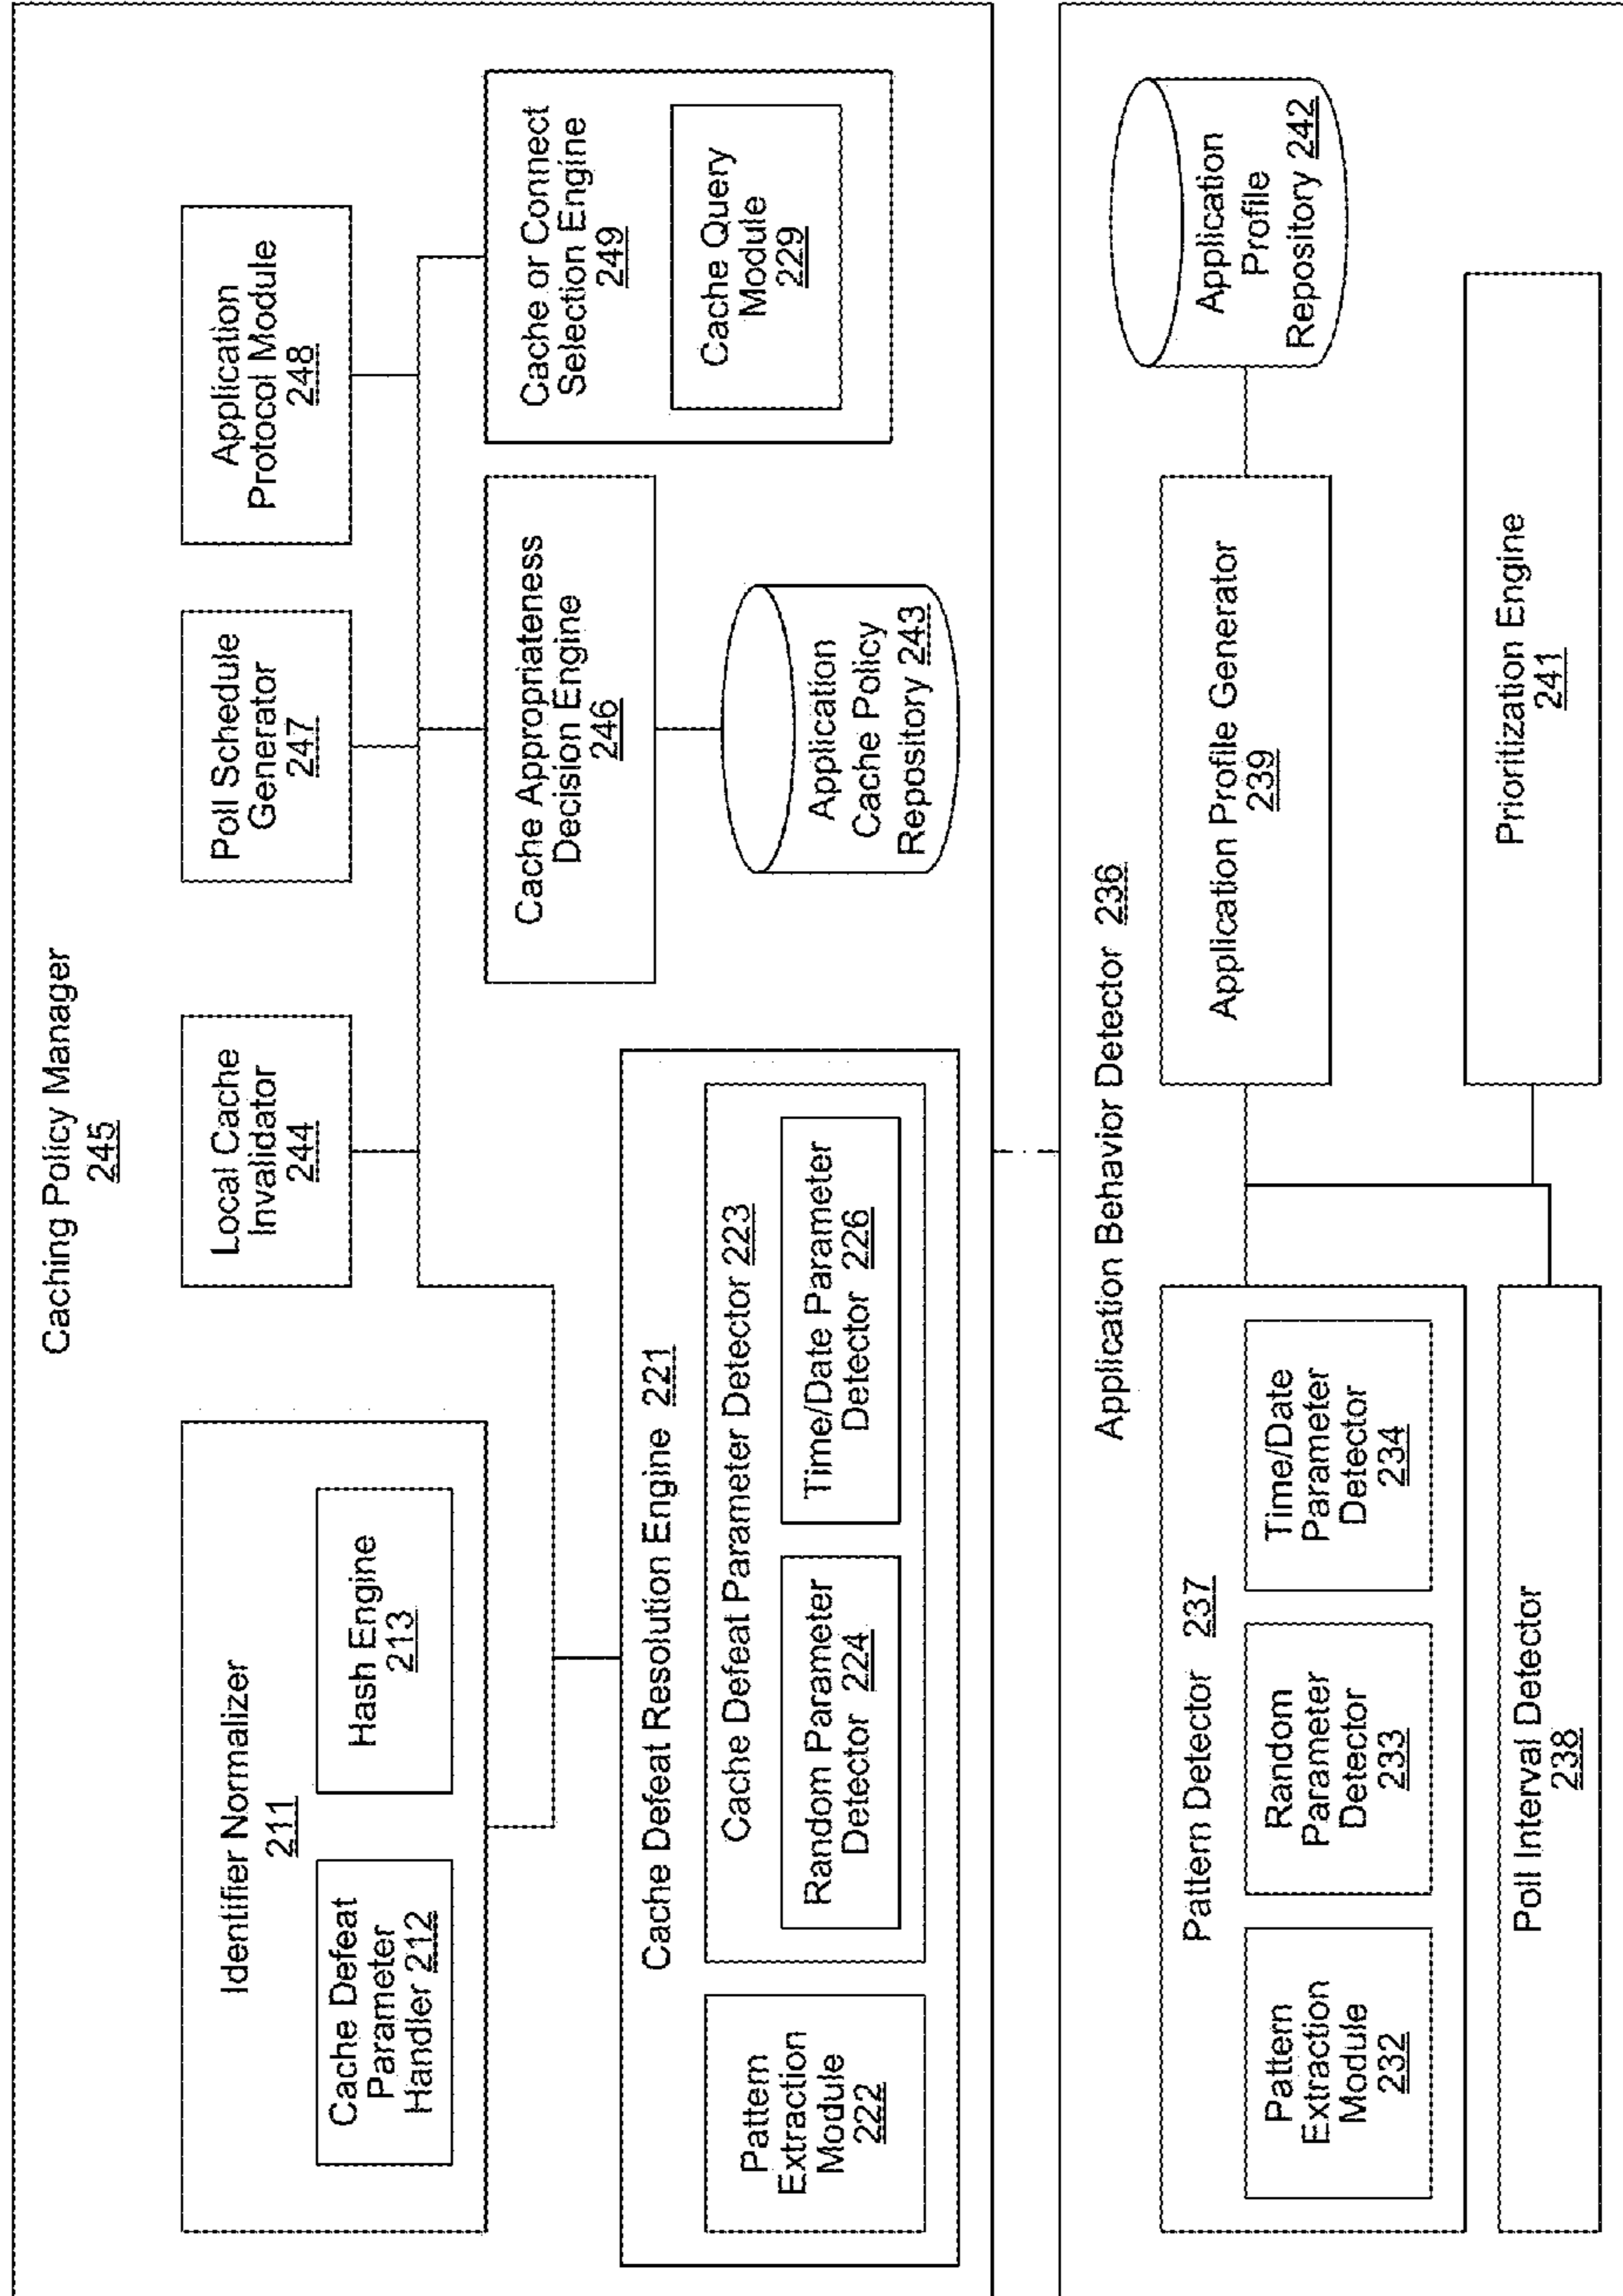 Caching Policy Manager
245
Identifier Normalizer
211
Cache Defeat
Parameter
Handler 212
Hash Engine
213
Local Cache
Invalidator
244
Poll Schedule
Generator
247
Application
Protocol Module
248
Cache Defeat Resolution Engine 221
Pattern
Extraction
Module
222
Cache Defeat Parameter Detector 223
Random Parameter
Detector 224
Time/Date Parameter
Detector 226
Cache Appropriateness
Decision Engine
246
Application
Cache Policy
Repository 243
Cache or Connect
Selection Engine
249
Cache Query
Module
229
Application Behavior Detector 236
Pattern Detector 237
Pattern
Extraction
Module
232
Random
Parameter
Detector
233
Time/Date
Parameter
Detector
234
Poll Interval Detector
238
Application Profile Generator
239
Application
Profile
Repository 242
Prioritization Engine
241